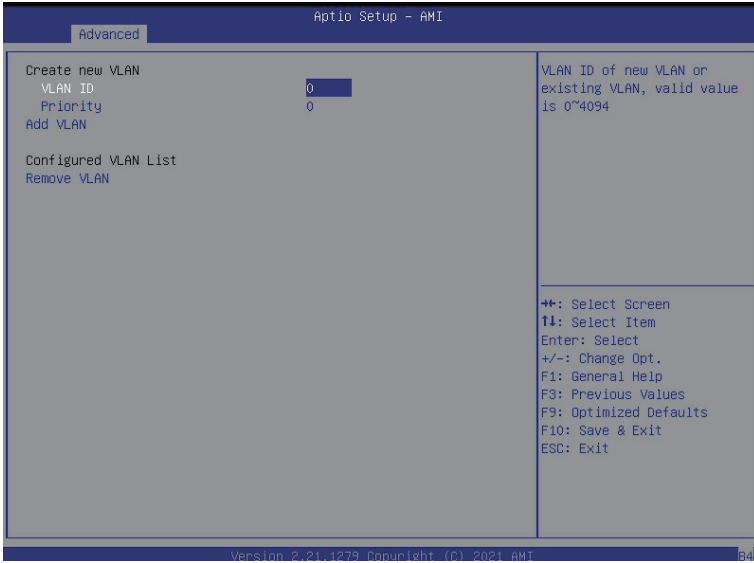 Aptio Setup – AMI
Advanced
Create new VLAN
VLAN ID 0
Priority 0
Add VLAN
Configured VLAN List
Remove VLAN
VLAN ID of new VLAN or
existing VLAN, valid value
is 0~4094
→←: Select Screen
↑↓: Select Item
Enter: Select
+/-: Change Opt.
F1: General Help
F3: Previous Values
F9: Optimized Defaults
F10: Save & Exit
ESC: Exit
Version 2.21.1279 Copyright (C) 2021 AMI
B4